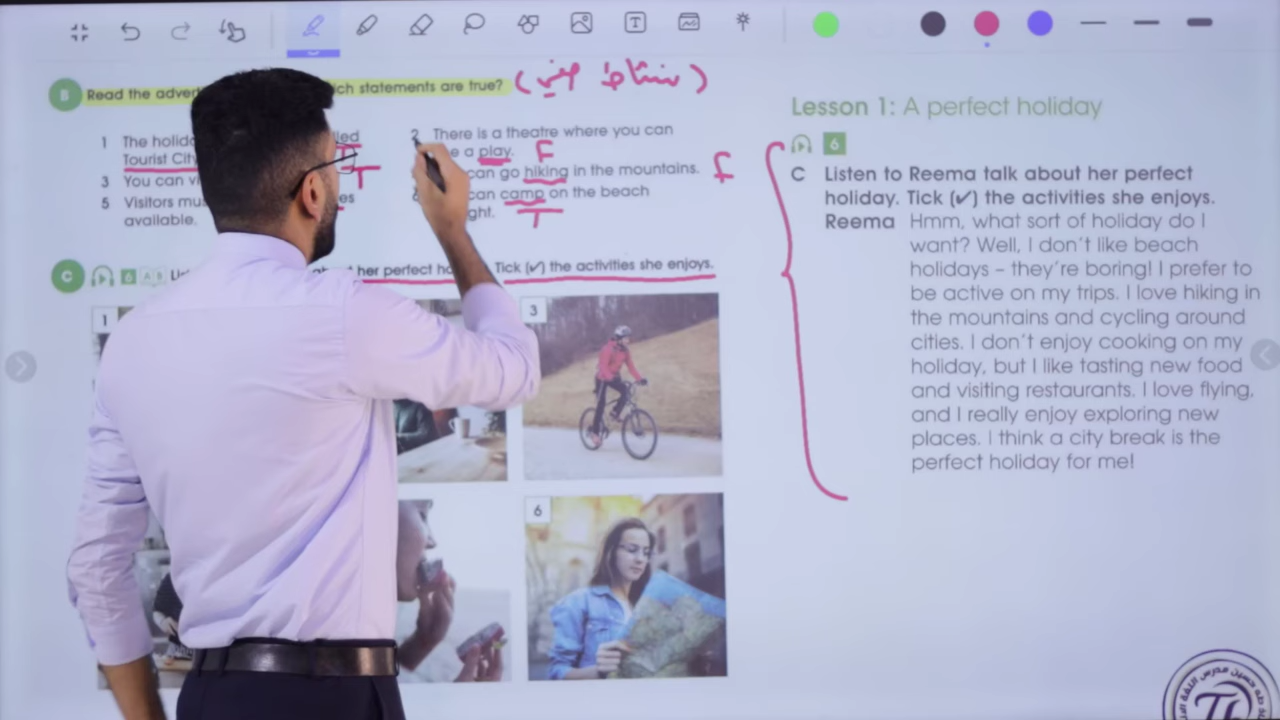 B Read the adver ich statements are true?
1 The holid led
Tourist Cit T
3 You can vi T
5 Visitors mu es
available.
2 There is a theatre where you can
e a play. F
can go hiking in the mountains. F
can camp on the beach
ght. T
C 6 A B Li her perfect ho Tick (✔) the activities she enjoys.
1
3
6
Lesson 1: A perfect holiday
6
C Listen to Reema talk about her perfect
holiday. Tick (✔) the activities she enjoys.
Reema Hmm, what sort of holiday do I
want? Well, I don't like beach
holidays – they're boring! I prefer to
be active on my trips. I love hiking in
the mountains and cycling around
cities. I don't enjoy cooking on my
holiday, but I like tasting new food
and visiting restaurants. I love flying,
and I really enjoy exploring new
places. I think a city break is the
perfect holiday for me!